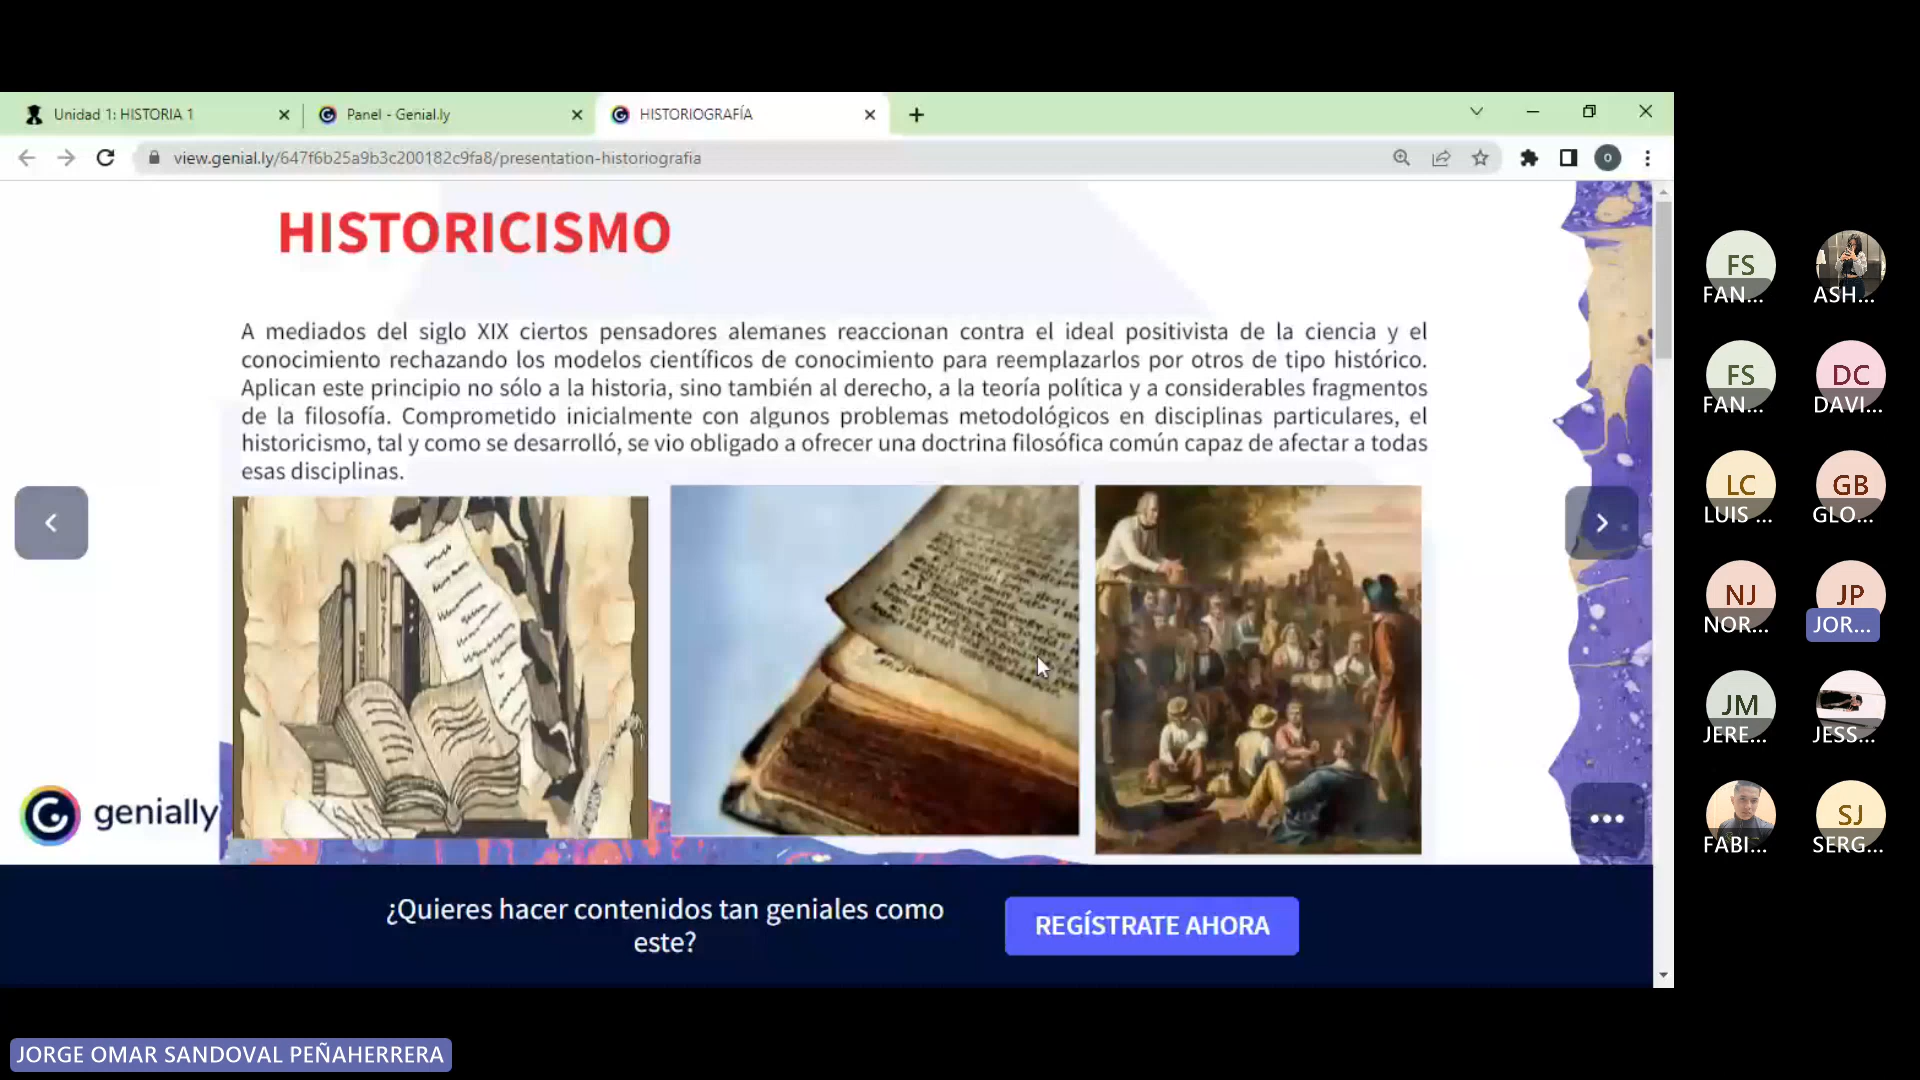 Unidad 1: HISTORIA 1
Panel - Genial.ly
HISTORIOGRAFÍA
view.genial.ly/647f6b25a9b3c200182c9fa8/presentation-historiografia
O
HISTORICISMO
A mediados del siglo XIX ciertos pensadores alemanes reaccionan contra el ideal positivista de la ciencia y el
conocimiento rechazando los modelos científicos de conocimiento para reemplazarlos por otros de tipo histórico.
Aplican este principio no sólo a la historia, sino también al derecho, a la teoría política y a considerables fragmentos
de la filosofía. Comprometido inicialmente con algunos problemas metodológicos en disciplinas particulares, el
historicismo, tal y como se desarrolló, se vio obligado a ofrecer una doctrina filosófica común capaz de afectar a todas
esas disciplinas.
genially
¿Quieres hacer contenidos tan geniales como
este?
REGÍSTRATE AHORA
FS
FAN...
ASH...
FS
FAN...
DC
DAVI...
LC
LUIS ...
GB
GLO...
NJ
NOR...
JP
JOR...
JM
JERE...
JESS...
FABI...
SJ
SERG...
JORGE OMAR SANDOVAL PEÑAHERRERA